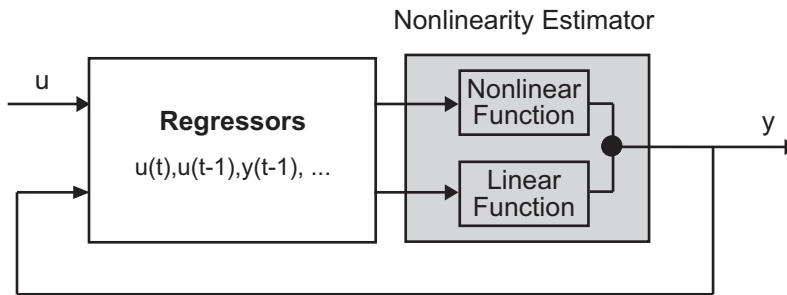 Nonlinearity Estimator
u
Regressors
u(t),u(t-1),y(t-1), ...
Nonlinear
Function
Linear
Function
y